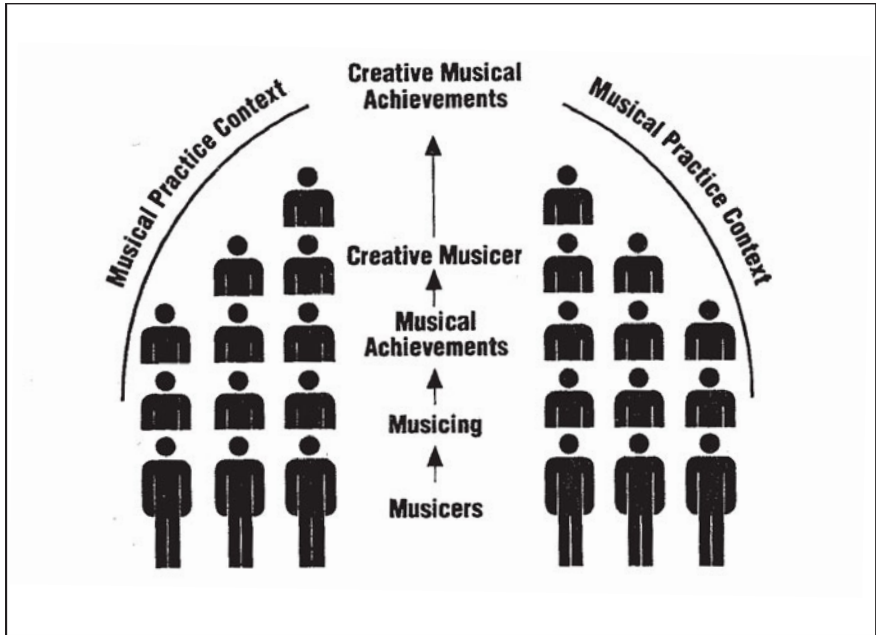 Creative Musical
Achievements
Musical Practice Context
Musical Practice Context
Creative Musicer
Musical
Achievements
Musicing
Musicers